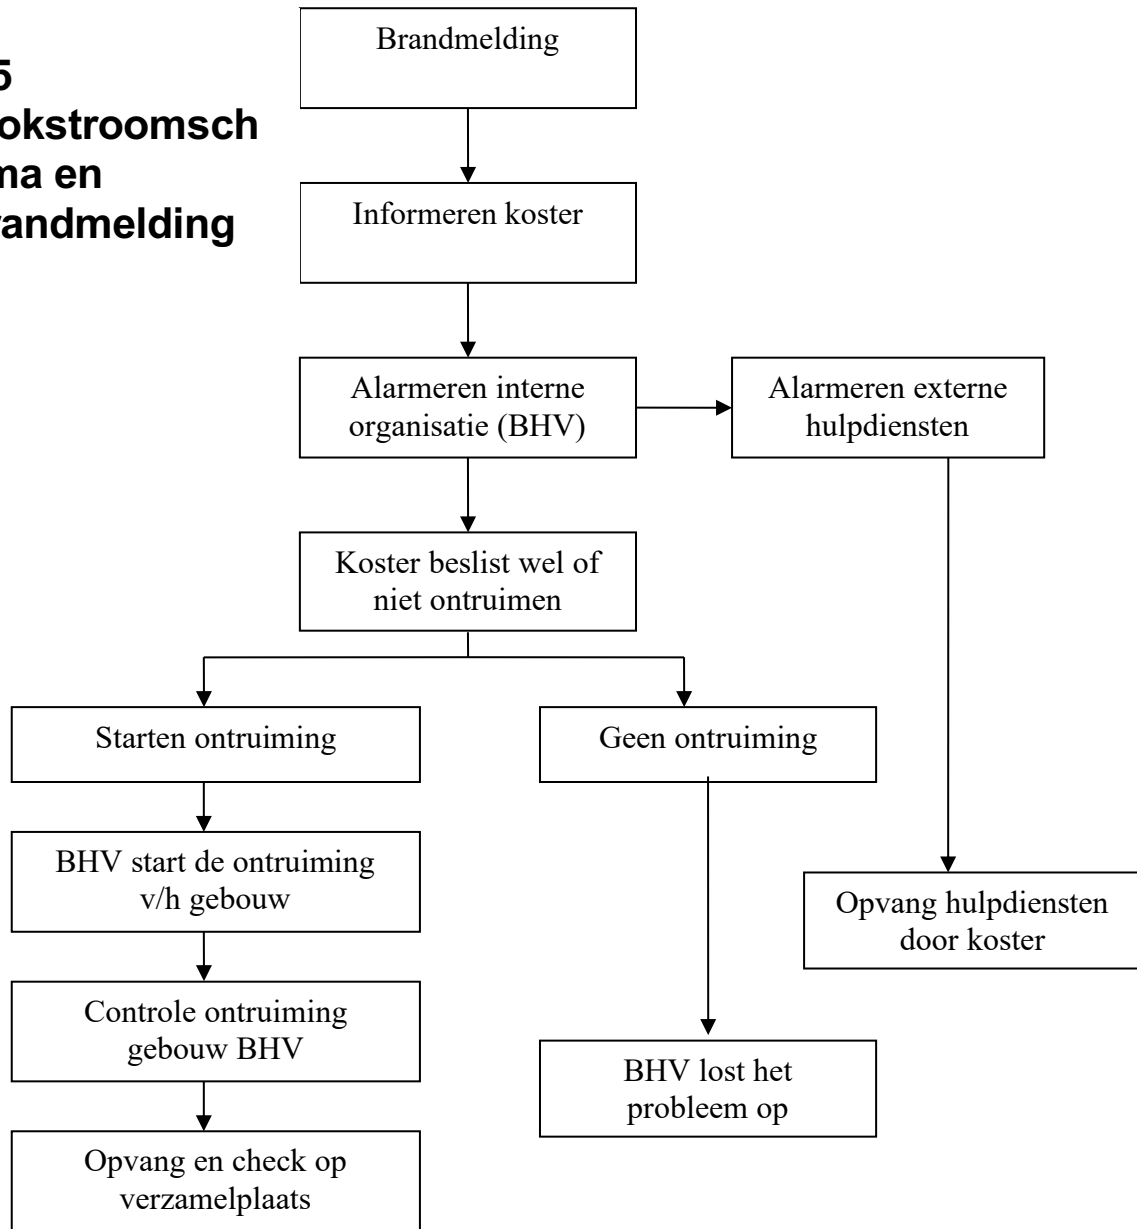 5
okstroomsch
ma en
andmelding
Brandmelding
Informeren koster
Alarmeren interne
organisatie (BHV)
Alarmeren externe
hulpdiensten
Koster beslist wel of
niet ontruimen
Starten ontruiming
Geen ontruiming
BHV start de ontruiming
v/h gebouw
Opvang hulpdiensten
door koster
Controle ontruiming
gebouw BHV
BHV lost het
probleem op
Opvang en check op
verzamelplaats